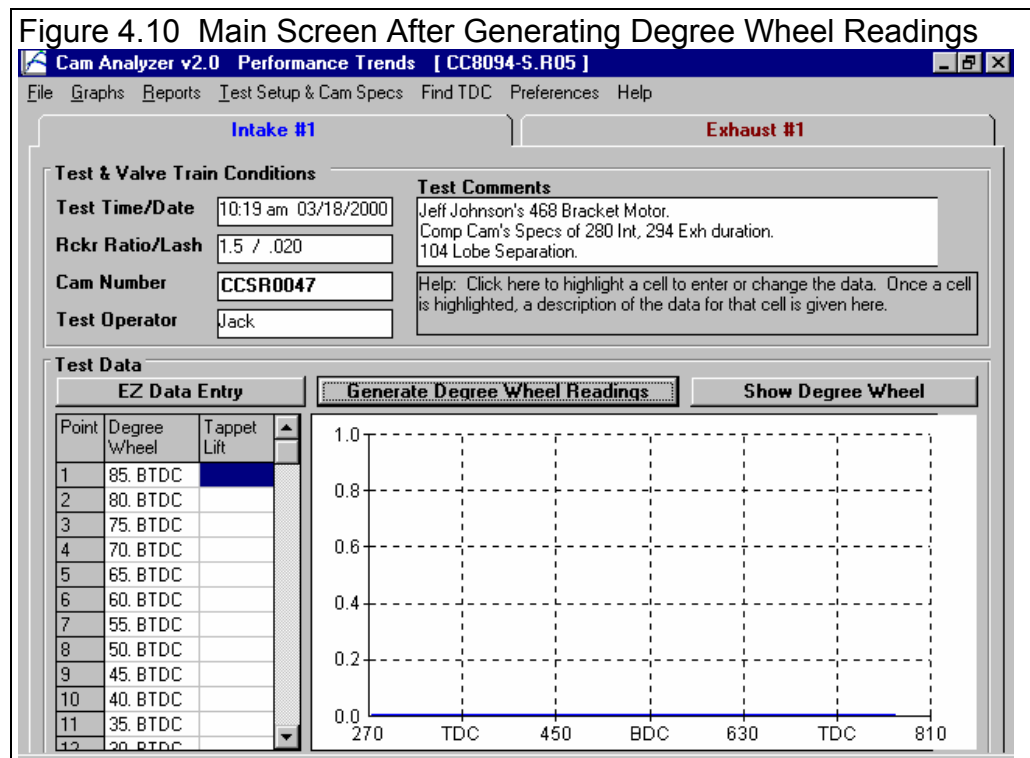 Figure 4.10 Main Screen After Generating Degree Wheel Readings
Cam Analyzer v2.0 Performance Trends [ CC8094-S.R05 ]
File Graphs Reports Test Setup & Cam Specs Find TDC Preferences Help
Intake #1 Exhaust #1
Test & Valve Train Conditions
Test Time/Date 10:19 am 03/18/2000
Rckr Ratio/Lash 1.5 / .020
Cam Number CCSR0047
Test Operator Jack
Test Comments
Jeff Johnson's 468 Bracket Motor.
Comp Cam's Specs of 280 Int, 294 Exh duration.
104 Lobe Separation.
Help: Click here to highlight a cell to enter or change the data. Once a cell
is highlighted, a description of the data for that cell is given here.
Test Data
EZ Data Entry Generate Degree Wheel Readings Show Degree Wheel
Point Degree Wheel Tappet Lift
1 85. BTDC
2 80. BTDC
3 75. BTDC
4 70. BTDC
5 65. BTDC
6 60. BTDC
7 55. BTDC
8 50. BTDC
9 45. BTDC
10 40. BTDC
11 35. BTDC
12 30. BTDC
1.0
0.8
0.6
0.4
0.2
0.0
270 TDC 450 BDC 630 TDC 810